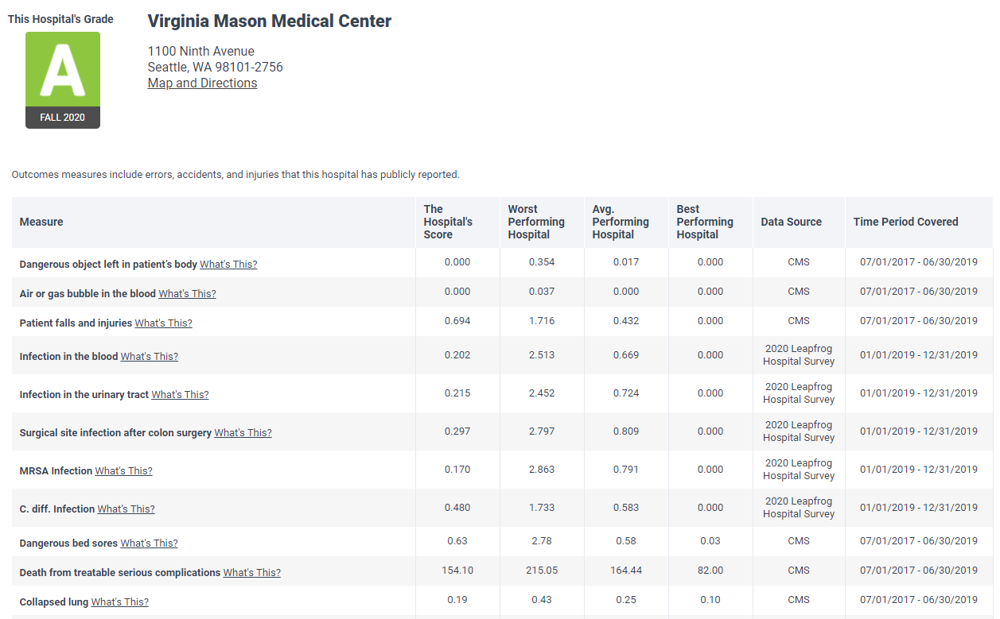 This Hospital's Grade
A
FALL 2020
Virginia Mason Medical Center
1100 Ninth Avenue
Seattle, WA 98101-2756
Map and Directions
Outcomes measures include errors, accidents, and injuries that this hospital has publicly reported.
Measure
The
Hospital's
Score
Worst
Performing
Hospital
Avg.
Performing
Hospital
Best
Performing
Hospital
Data Source
Time Period Covered
Dangerous object left in patient’s body What's This? 0.000 0.354 0.017 0.000 CMS 07/01/2017 - 06/30/2019
Air or gas bubble in the blood What's This? 0.000 0.037 0.000 0.000 CMS 07/01/2017 - 06/30/2019
Patient falls and injuries What's This? 0.694 1.716 0.432 0.000 CMS 07/01/2017 - 06/30/2019
Infection in the blood What's This? 0.202 2.513 0.669 0.000 2020 Leapfrog
Hospital Survey 01/01/2019 - 12/31/2019
Infection in the urinary tract What's This? 0.215 2.452 0.724 0.000 2020 Leapfrog
Hospital Survey 01/01/2019 - 12/31/2019
Surgical site infection after colon surgery What's This? 0.297 2.797 0.809 0.000 2020 Leapfrog
Hospital Survey 01/01/2019 - 12/31/2019
MRSA Infection What's This? 0.170 2.863 0.791 0.000 2020 Leapfrog
Hospital Survey 01/01/2019 - 12/31/2019
C. diff. Infection What's This? 0.480 1.733 0.583 0.000 2020 Leapfrog
Hospital Survey 01/01/2019 - 12/31/2019
Dangerous bed sores What's This? 0.63 2.78 0.58 0.03 CMS 07/01/2017 - 06/30/2019
Death from treatable serious complications What's This? 154.10 215.05 164.44 82.00 CMS 07/01/2017 - 06/30/2019
Collapsed lung What's This? 0.19 0.43 0.25 0.10 CMS 07/01/2017 - 06/30/2019